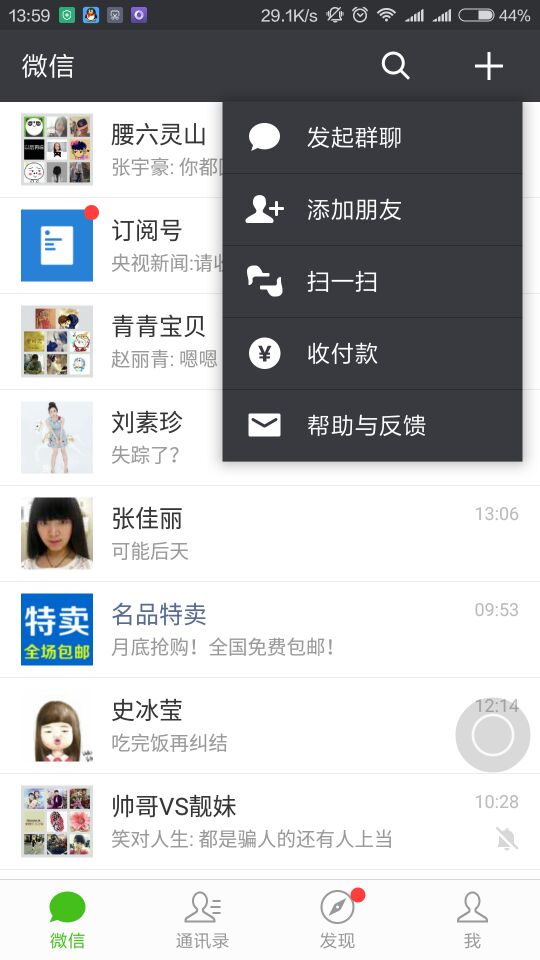 13:59 29.1K/s 44%
微信
发起群聊
添加朋友
扫一扫
收付款
帮助与反馈
腰六灵山
张宇豪: 你都
订阅号
央视新闻:请收
青青宝贝
赵丽青: 嗯嗯
刘素珍
失踪了?
张佳丽 13:06
可能后天
特卖
全场包邮
名品特卖 09:53
月底抢购！全国免费包邮！
史冰莹 12:14
吃完饭再纠结
帅哥VS靓妹 10:28
笑对人生: 都是骗人的还有人上当
微信 通讯录 发现 我